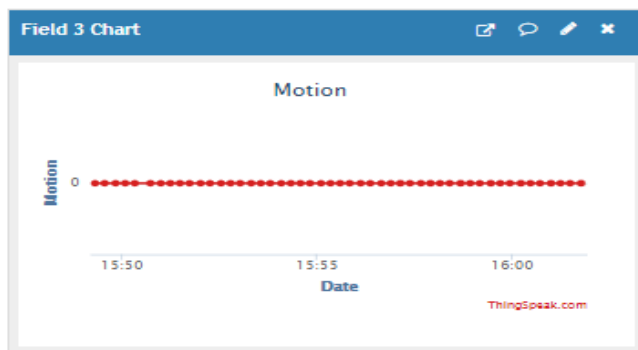 Field 3 Chart
Motion
Motion
0
15:50 15:55 16:00
Date
ThingSpeak.com